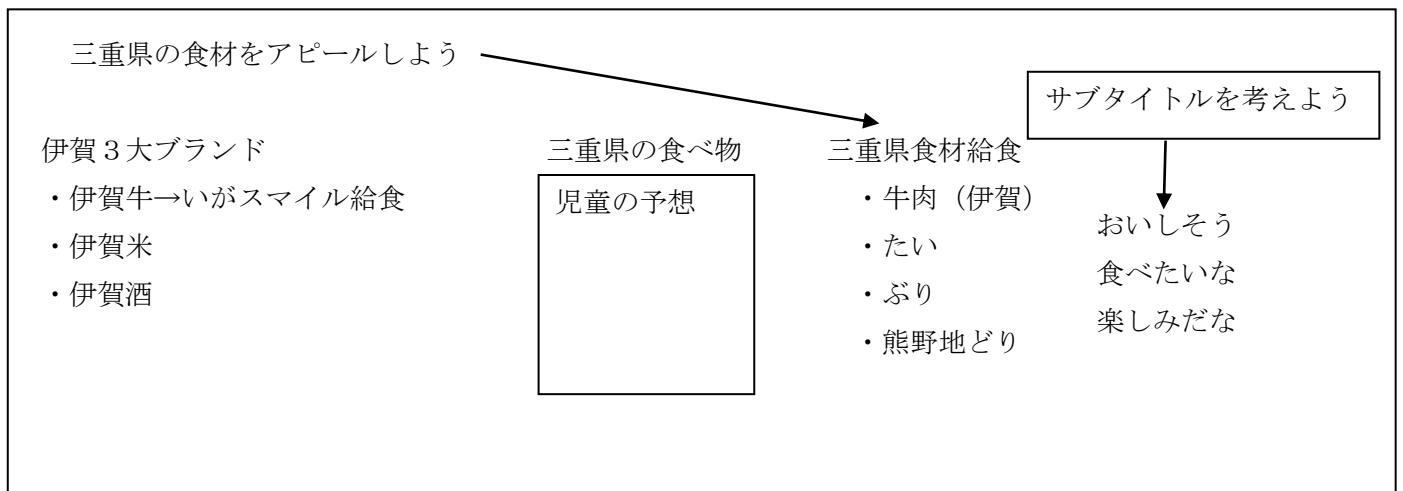 三重県の食材をアピールしよう
サブタイトルを考えよう
伊賀３大ブランド
・伊賀牛→いがスマイル給食
・伊賀米
・伊賀酒
三重県の食べ物
児童の予想
三重県食材給食
・牛肉（伊賀）
・たい
・ぶり
・熊野地どり
おいしそう
食べたいな
楽しみだな